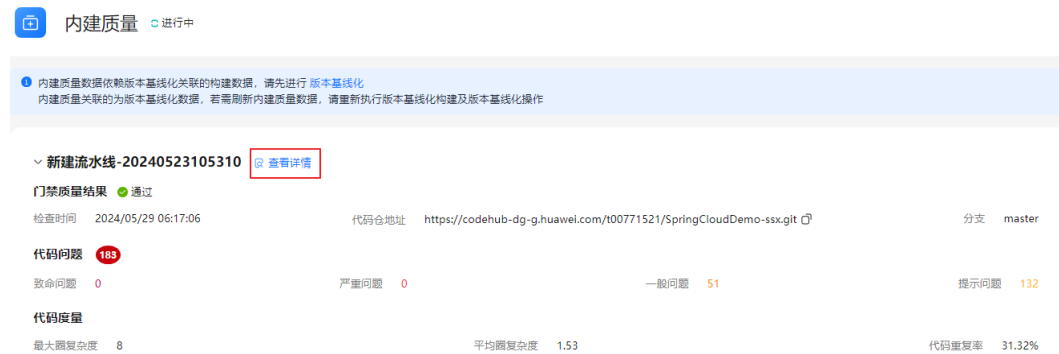 内建质量 进行中
内建质量数据依赖版本基线化关联的构建数据，请先进行 版本基线化
内建质量关联的为版本基线化数据，若需刷新内建质量数据，请重新执行版本基线化构建及版本基线化操作
新建流水线-20240523105310 查看详情
门禁质量结果 通过
检查时间 2024/05/29 06:17:06 代码仓地址 https://codehub-dg-g.huawei.com/t00771521/SpringCloudDemo-ssx.git 分支 master
代码问题 183
致命问题 0 严重问题 0 一般问题 51 提示问题 132
代码度量
最大圈复杂度 8 平均圈复杂度 1.53 代码重复率 31.32%